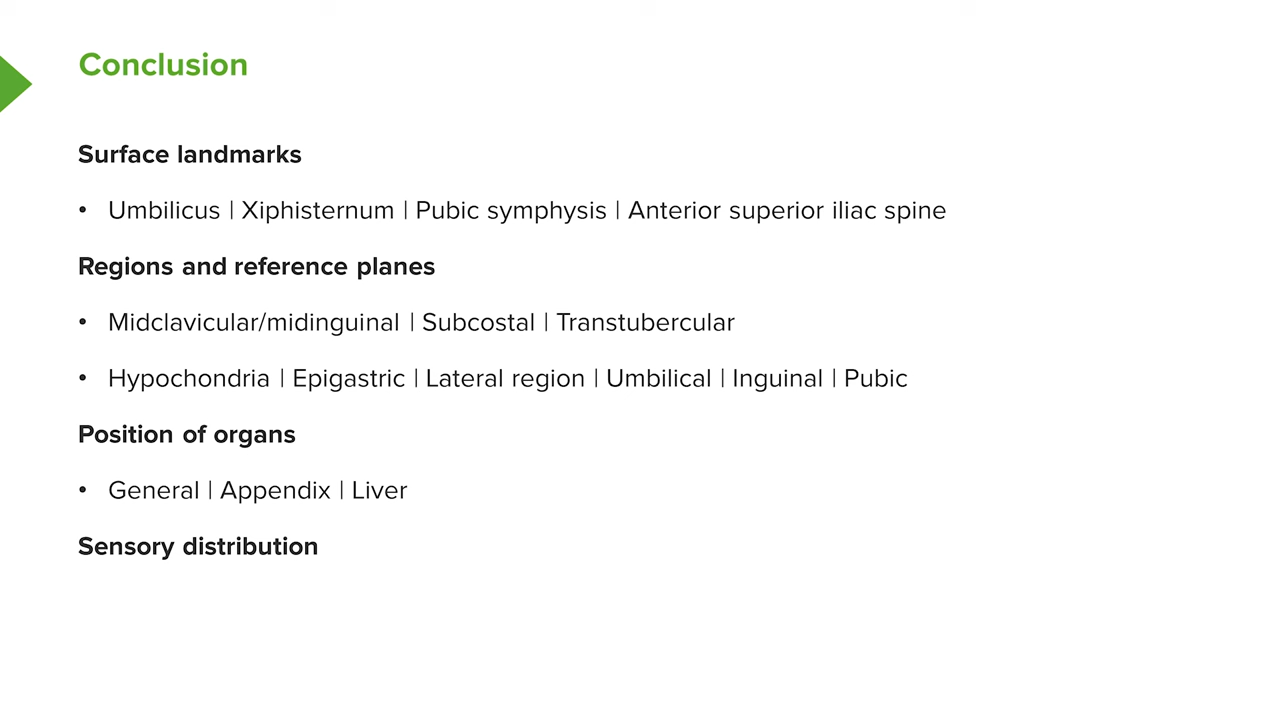 Conclusion
Surface landmarks
• Umbilicus | Xiphisternum | Pubic symphysis | Anterior superior iliac spine
Regions and reference planes
• Midclavicular/midinguinal | Subcostal | Transtubercular
• Hypochondria | Epigastric | Lateral region | Umbilical | Inguinal | Pubic
Position of organs
• General | Appendix | Liver
Sensory distribution